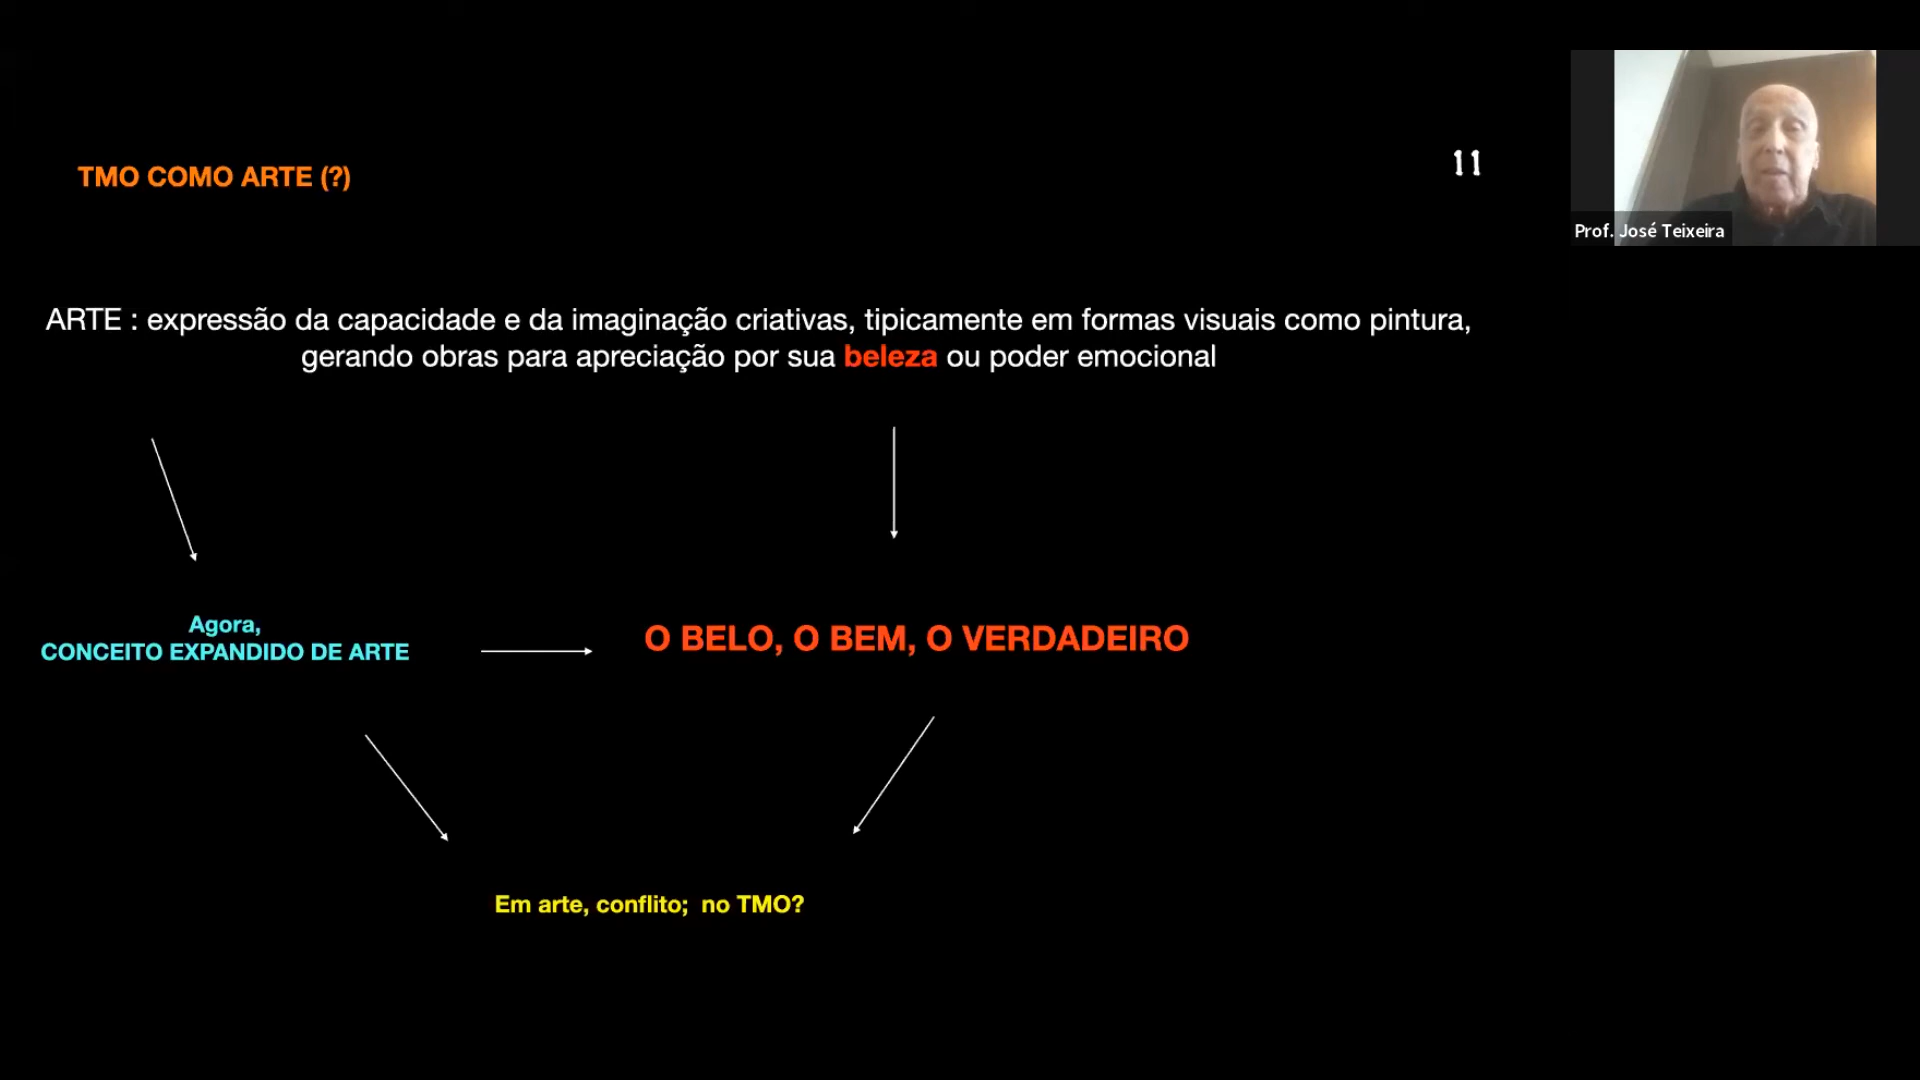 TMO COMO ARTE (?)
11
Prof. José Teixeira
ARTE : expressão da capacidade e da imaginação criativas, tipicamente em formas visuais como pintura,
gerando obras para apreciação por sua beleza ou poder emocional
Agora,
CONCEITO EXPANDIDO DE ARTE
O BELO, O BEM, O VERDADEIRO
Em arte, conflito;  no TMO?